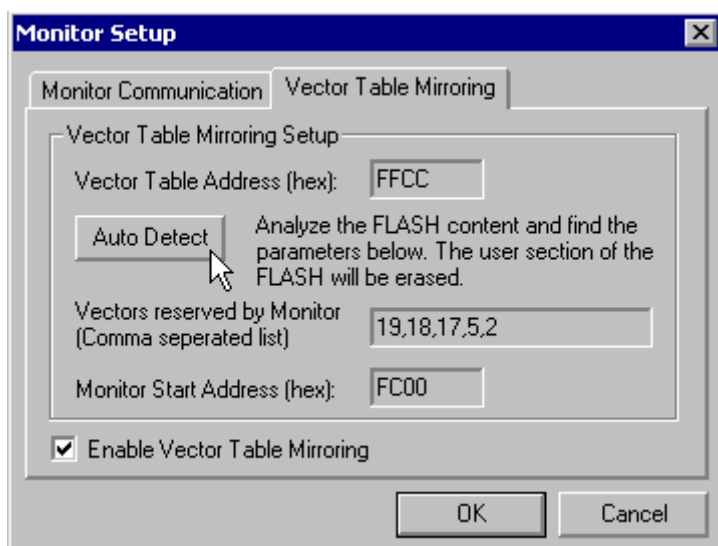 Monitor Setup
Monitor Communication
Vector Table Mirroring
Vector Table Mirroring Setup
Vector Table Address (hex):
FFCC
Auto Detect
Analyze the FLASH content and find the
parameters below. The user section of the
FLASH will be erased.
Vectors reserved by Monitor
(Comma seperated list)
19,18,17,5,2
Monitor Start Address (hex):
FC00
Enable Vector Table Mirroring
OK
Cancel